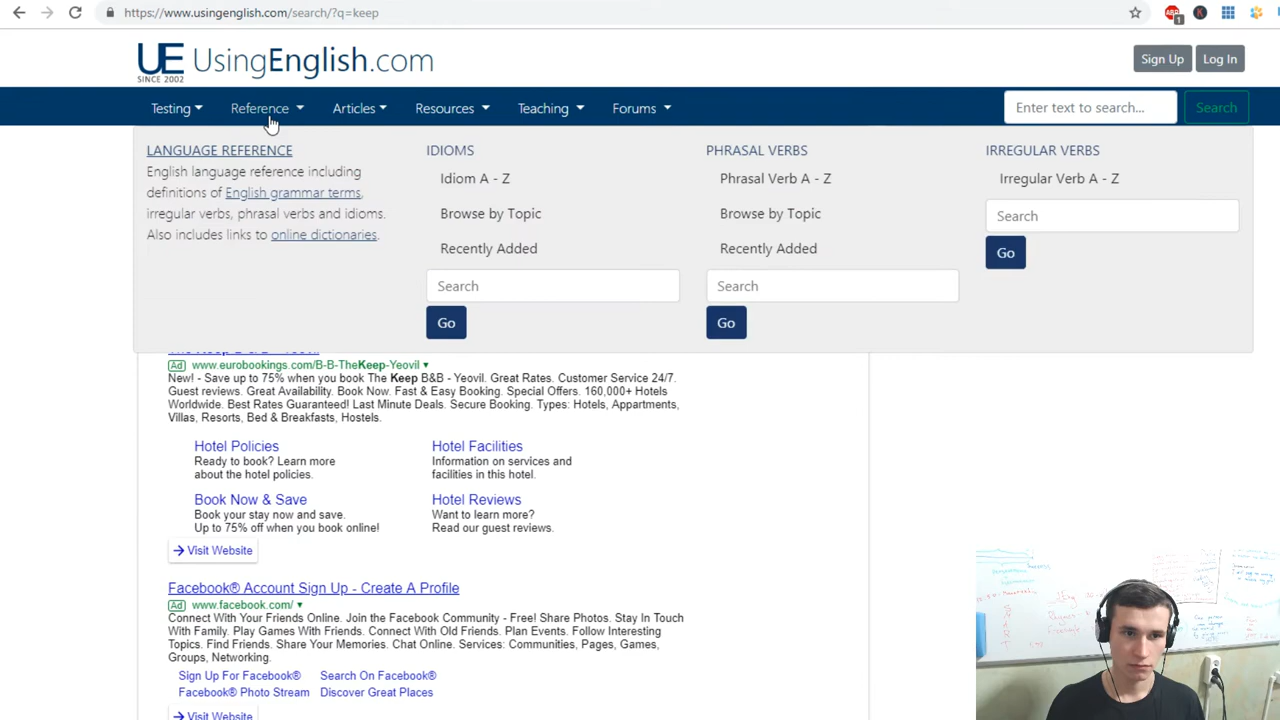 https://www.usingenglish.com/search/?q=keep
ABP
1
K
UE
SINCE 2002
UsingEnglish.com
Sign Up
Log In
Testing
Reference
Articles
Resources
Teaching
Forums
Enter text to search...
Search
LANGUAGE REFERENCE
English language reference including
definitions of English grammar terms,
irregular verbs, phrasal verbs and idioms.
Also includes links to online dictionaries.
IDIOMS
Idiom A - Z
Browse by Topic
Recently Added
Search
Go
PHRASAL VERBS
Phrasal Verb A - Z
Browse by Topic
Recently Added
Search
Go
IRREGULAR VERBS
Irregular Verb A - Z
Search
Go
The Keep B & B - Yeovil
Ad www.eurobookings.com/B-B-TheKeep-Yeovil
New! - Save up to 75% when you book The Keep B&B - Yeovil. Great Rates. Customer Service 24/7.
Guest reviews. Great Availability. Book Now. Fast & Easy Booking. Special Offers. 160,000+ Hotels
Worldwide. Best Rates Guaranteed! Last Minute Deals. Secure Booking. Types: Hotels, Appartments,
Villas, Resorts, Bed & Breakfasts, Hostels.
Hotel Policies
Ready to book? Learn more
about the hotel policies.
Hotel Facilities
Information on services and
facilities in this hotel.
Book Now & Save
Book your stay now and save.
Up to 75% off when you book online!
Hotel Reviews
Want to learn more?
Read our guest reviews.
Visit Website
Facebook® Account Sign Up - Create A Profile
Ad www.facebook.com/
Connect With Your Friends Online. Join the Facebook Community - Free! Share Photos. Stay In Touch
With Family. Play Games With Friends. Connect With Old Friends. Plan Events. Follow Interesting
Topics. Find Friends. Share Your Memories. Chat Online. Services: Communities, Pages, Games,
Groups, Networking.
Sign Up For Facebook®
Search On Facebook®
Facebook® Photo Stream
Discover Great Places
Visit Website